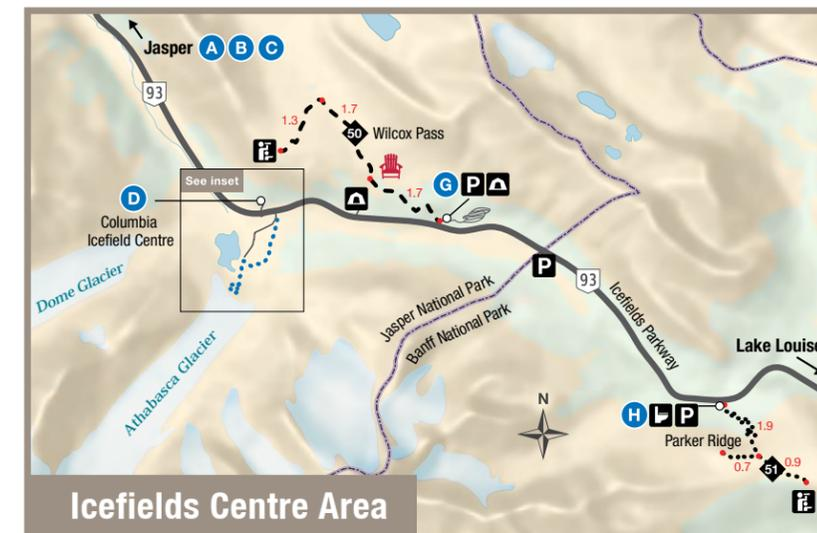 Jasper A B C
93
1.3
1.7
50 Wilcox Pass
See inset
D
G P
1.7
Columbia
Icefield Centre
P
93
Dome Glacier
Jasper National Park
Banff National Park
Icefields Parkway
Athabasca Glacier
Lake Louise
N
H P
1.9
Parker Ridge
0.7
51
0.9
Icefields Centre Area